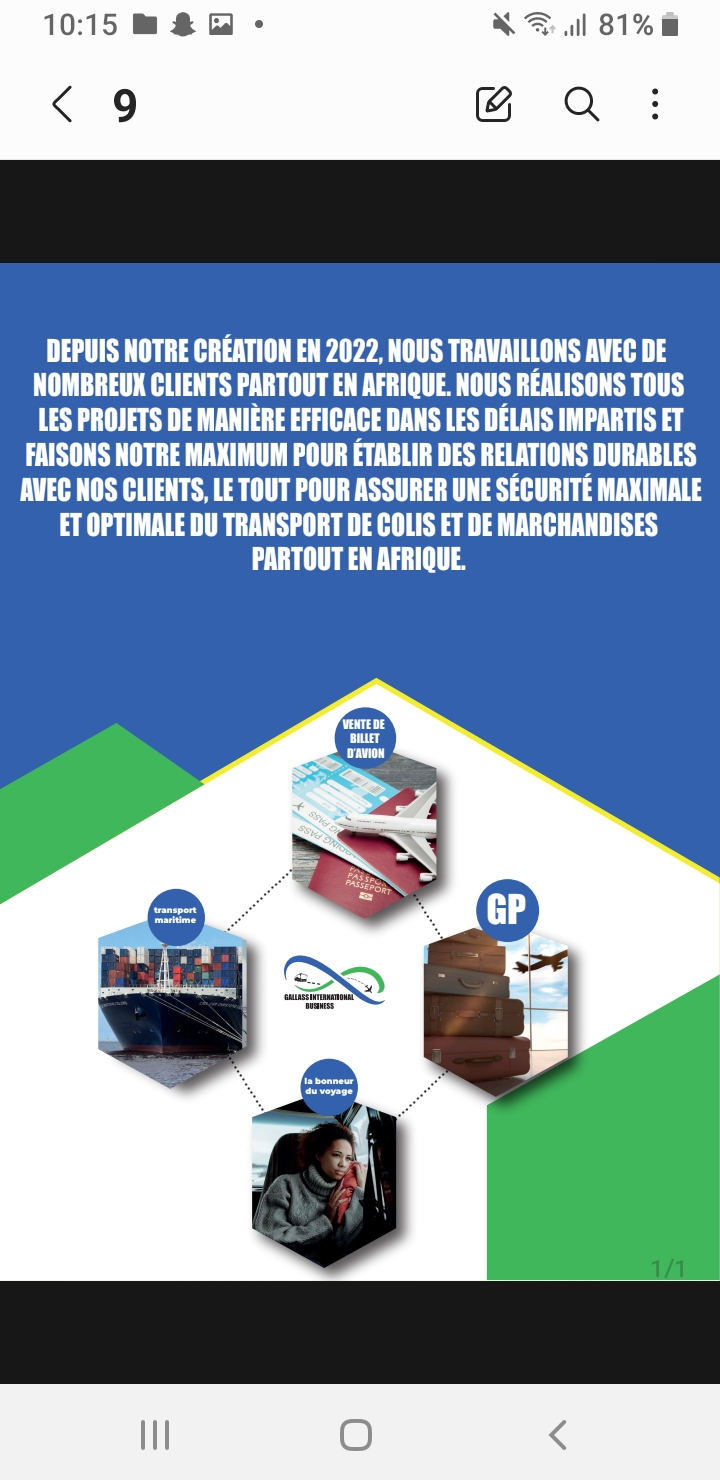 10:15
81%
9
DEPUIS NOTRE CRÉATION EN 2022, NOUS TRAVAILLONS AVEC DE
NOMBREUX CLIENTS PARTOUT EN AFRIQUE. NOUS RÉALISONS TOUS
LES PROJETS DE MANIÈRE EFFICACE DANS LES DÉLAIS IMPARTIS ET
FAISONS NOTRE MAXIMUM POUR ÉTABLIR DES RELATIONS DURABLES
AVEC NOS CLIENTS, LE TOUT POUR ASSURER UNE SÉCURITÉ MAXIMALE
ET OPTIMALE DU TRANSPORT DE COLIS ET DE MARCHANDISES
PARTOUT EN AFRIQUE.
VENTE DE
BILLET
D'AVION
PASSEPORT
GP
transport
maritime
GALLASS INTERNATIONAL
BUSINESS
la bonneur
du voyage
1/1